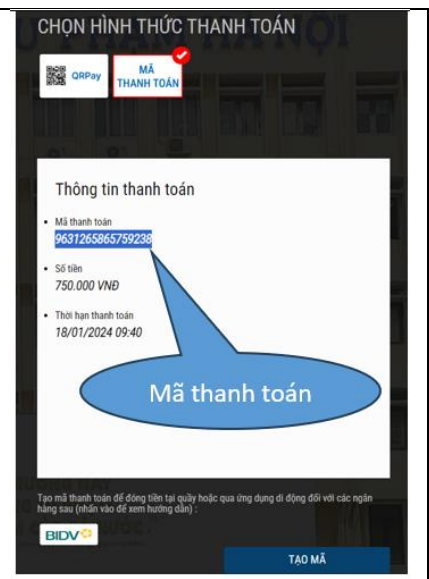 CHỌN HÌNH THỨC THANH TOÁN
QRPay
MÃ
THANH TOÁN
Thông tin thanh toán
• Mã thanh toán
9631265865759238
• Số tiền
750.000 VNĐ
• Thời hạn thanh toán
18/01/2024 09:40
Mã thanh toán
Tạo mã thanh toán để đóng tiền tại quầy hoặc qua ứng dụng di động đối với các ngân
hàng sau (nhấn vào để xem hướng dẫn) :
BIDV
TẠO MÃ